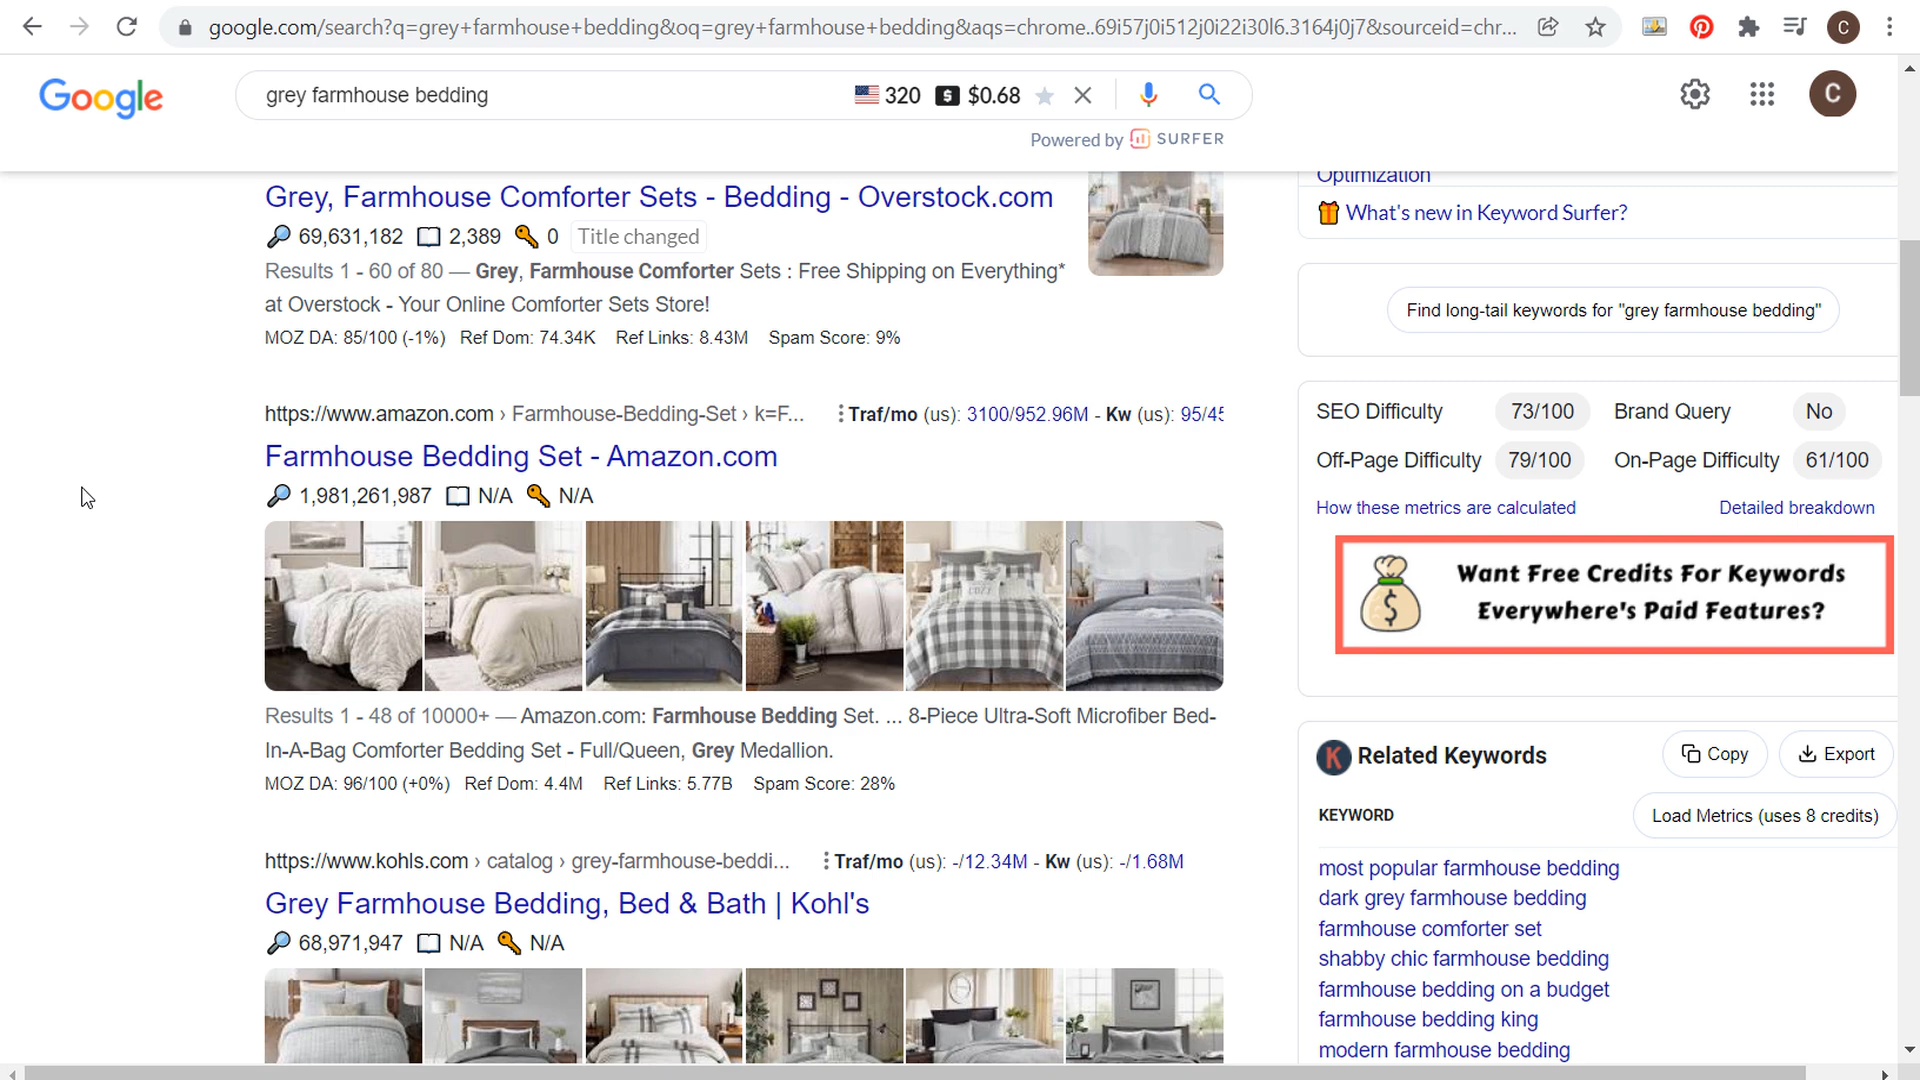 google.com/search?q=grey+farmhouse+bedding&oq=grey+farmhouse+bedding&aqs=chrome..69i57j0i512j0i22i30l6.3164j0j7&sourceid=chr...
C
Google
grey farmhouse bedding
320 $ $0.68
C
Powered by SURFER
Grey, Farmhouse Comforter Sets - Bedding - Overstock.com
69,631,182 2,389 0 Title changed
Results 1 - 60 of 80 — Grey, Farmhouse Comforter Sets : Free Shipping on Everything*
at Overstock - Your Online Comforter Sets Store!
MOZ DA: 85/100 (-1%) Ref Dom: 74.34K Ref Links: 8.43M Spam Score: 9%
https://www.amazon.com › Farmhouse-Bedding-Set › k=F... Traf/mo (us): 3100/952.96M - Kw (us): 95/45
Farmhouse Bedding Set - Amazon.com
1,981,261,987 N/A N/A
COZY
Results 1 - 48 of 10000+ — Amazon.com: Farmhouse Bedding Set. ... 8-Piece Ultra-Soft Microfiber Bed-
In-A-Bag Comforter Bedding Set - Full/Queen, Grey Medallion.
MOZ DA: 96/100 (+0%) Ref Dom: 4.4M Ref Links: 5.77B Spam Score: 28%
https://www.kohls.com › catalog › grey-farmhouse-beddi... Traf/mo (us): -/12.34M - Kw (us): -/1.68M
Grey Farmhouse Bedding, Bed & Bath | Kohl's
68,971,947 N/A N/A
Optimization
What's new in Keyword Surfer?
Find long-tail keywords for "grey farmhouse bedding"
SEO Difficulty 73/100 Brand Query No
Off-Page Difficulty 79/100 On-Page Difficulty 61/100
How these metrics are calculated Detailed breakdown
$
Want Free Credits For Keywords
Everywhere's Paid Features?
K Related Keywords Copy Export
KEYWORD Load Metrics (uses 8 credits)
most popular farmhouse bedding
dark grey farmhouse bedding
farmhouse comforter set
shabby chic farmhouse bedding
farmhouse bedding on a budget
farmhouse bedding king
modern farmhouse bedding